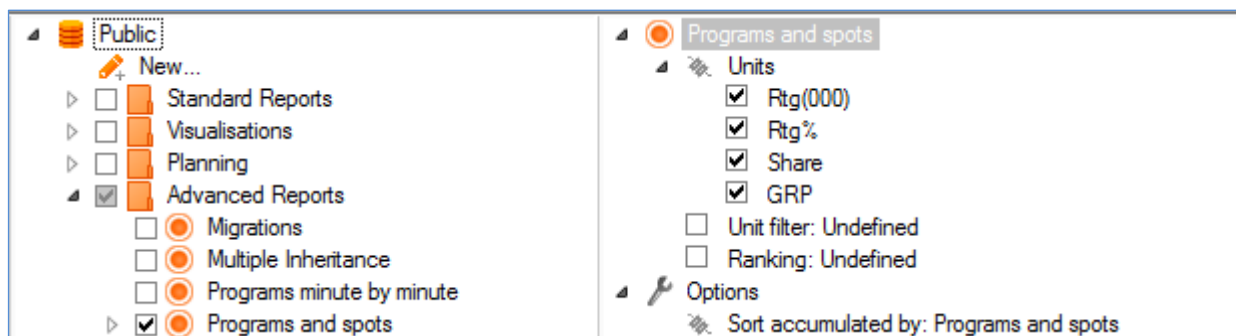 Public
New...
Standard Reports
Visualisations
Planning
Advanced Reports
Migrations
Multiple Inheritance
Programs minute by minute
Programs and spots
Programs and spots
Units
Rtg(000)
Rtg%
Share
GRP
Unit filter: Undefined
Ranking: Undefined
Options
Sort accumulated by: Programs and spots